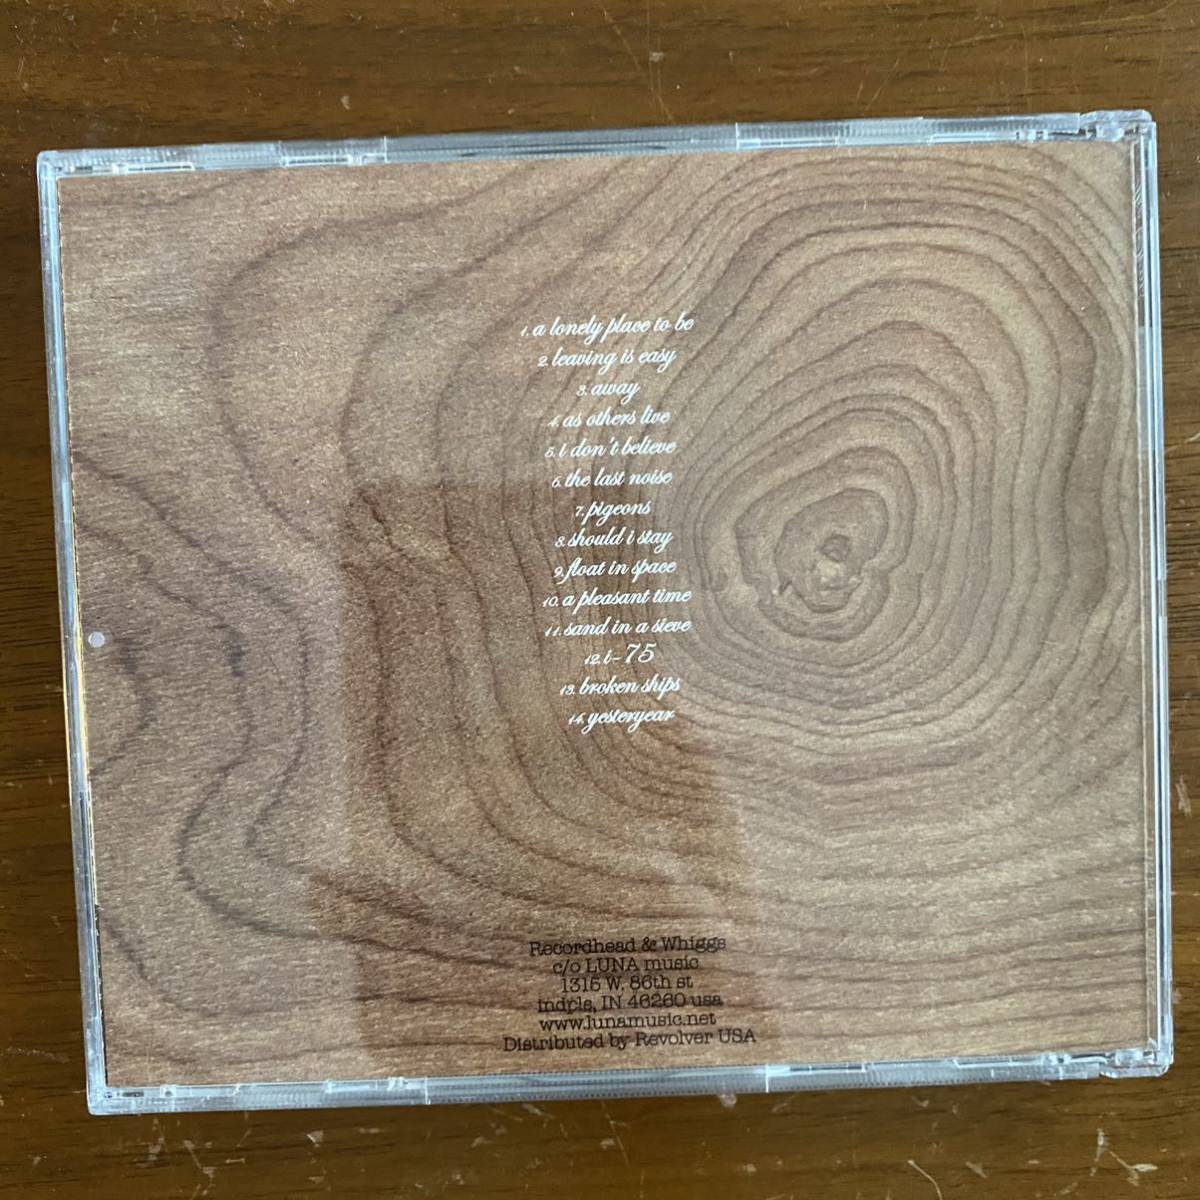 1. a lonely place to be
2. leaving is easy
3. away
4. as others live
5. i don't believe
6. the last noise
7. pigeons
8. should i stay
9. float in space
10. a pleasant time
11. sand in a sieve
12. i-75
13. broken ships
14. yesteryear
Recordhead & Whiggs
c/o LUNA music
1315 W. 86th st
indpls, IN 46260 usa
www.lunamusic.net
Distributed by Revolver USA